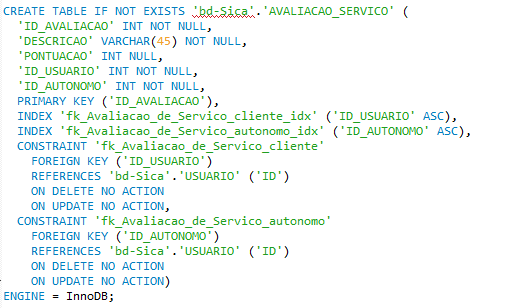 CREATE TABLE IF NOT EXISTS 'bd-Sica'.'AVALIACAO_SERVICO' (
'ID_AVALIACAO' INT NOT NULL,
'DESCRICAO' VARCHAR(45) NOT NULL,
'PONTUACAO' INT NULL,
'ID_USUARIO' INT NOT NULL,
'ID_AUTONOMO' INT NOT NULL,
PRIMARY KEY ('ID_AVALIACAO'),
INDEX 'fk_Avaliacao_de_Servico_cliente_idx' ('ID_USUARIO' ASC),
INDEX 'fk_Avaliacao_de_Servico_autonomo_idx' ('ID_AUTONOMO' ASC),
CONSTRAINT 'fk_Avaliacao_de_Servico_cliente'
FOREIGN KEY ('ID_USUARIO')
REFERENCES 'bd-Sica'.'USUARIO' ('ID')
ON DELETE NO ACTION
ON UPDATE NO ACTION,
CONSTRAINT 'fk_Avaliacao_de_Servico_autonomo'
FOREIGN KEY ('ID_AUTONOMO')
REFERENCES 'bd-Sica'.'USUARIO' ('ID')
ON DELETE NO ACTION
ON UPDATE NO ACTION)
ENGINE = InnoDB;